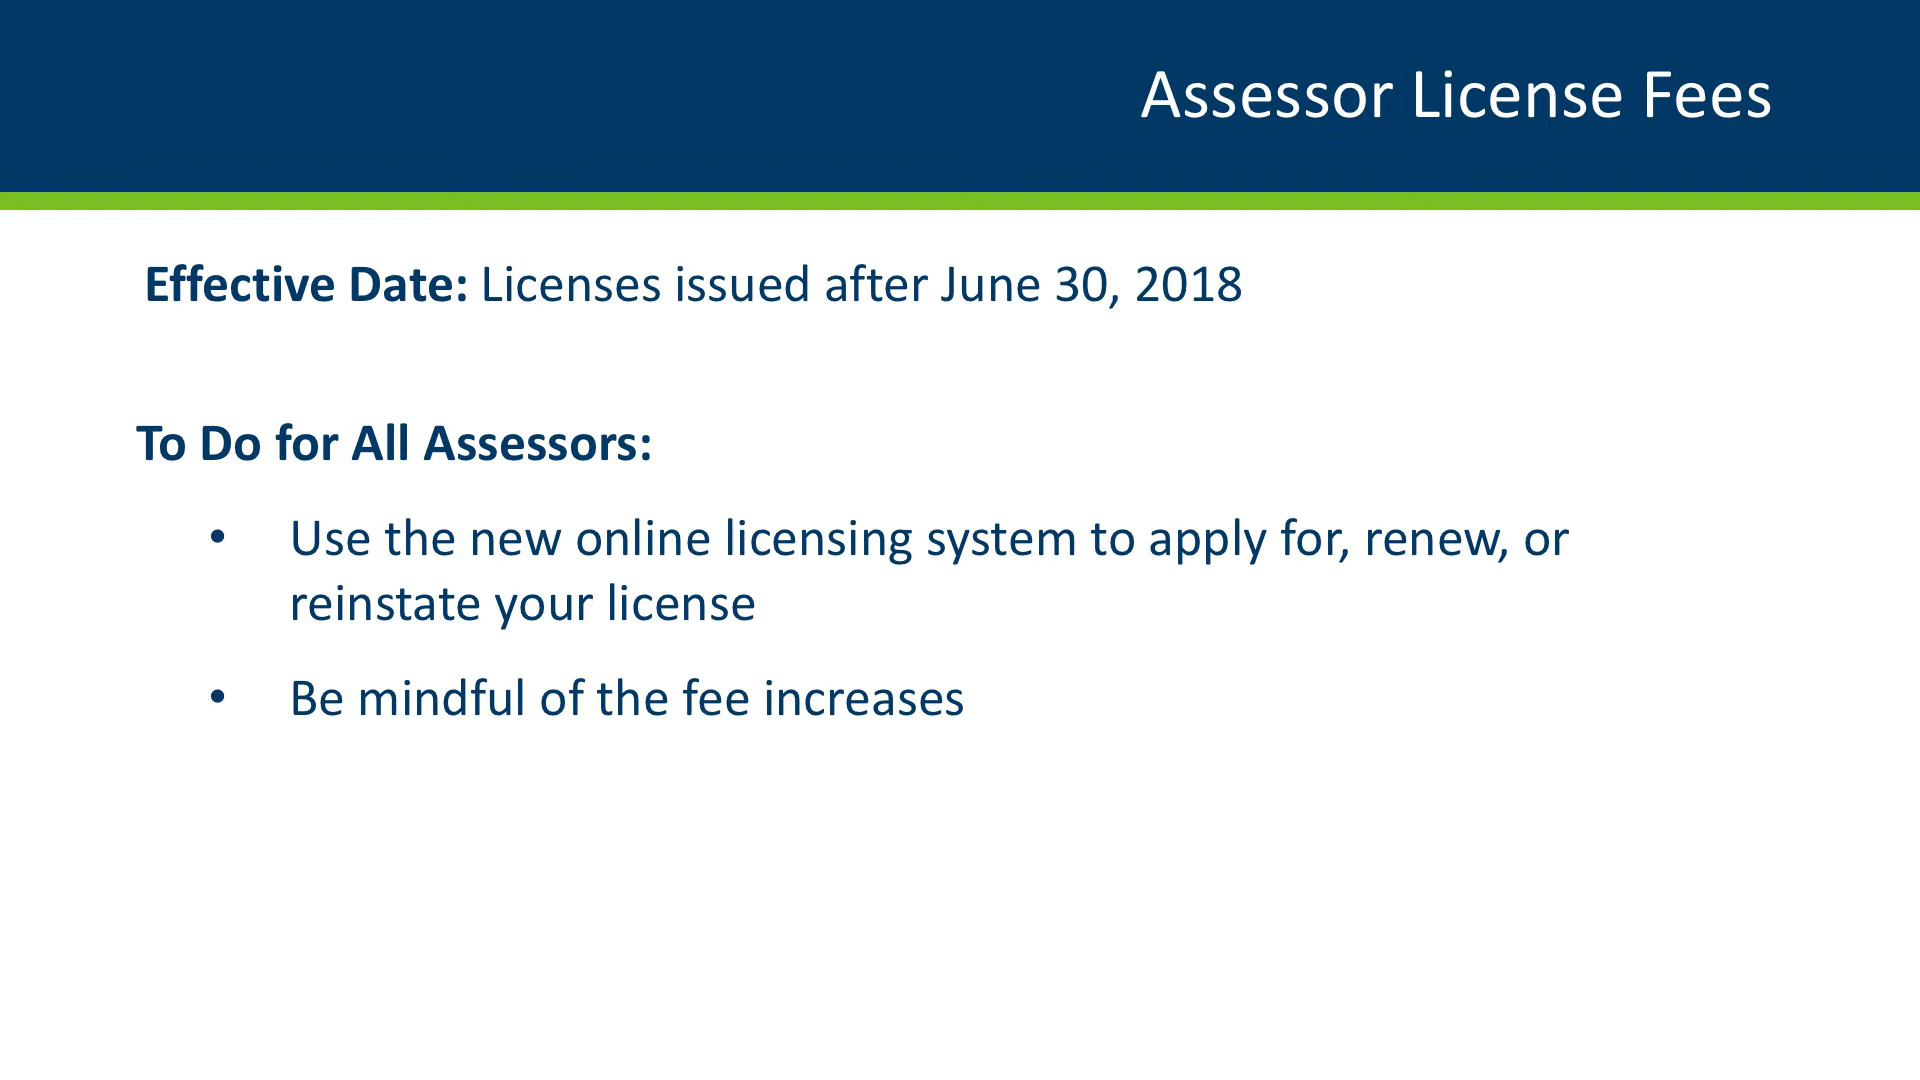 Assessor License Fees
Effective Date: Licenses issued after June 30, 2018
To Do for All Assessors:
• Use the new online licensing system to apply for, renew, or
reinstate your license
• Be mindful of the fee increases